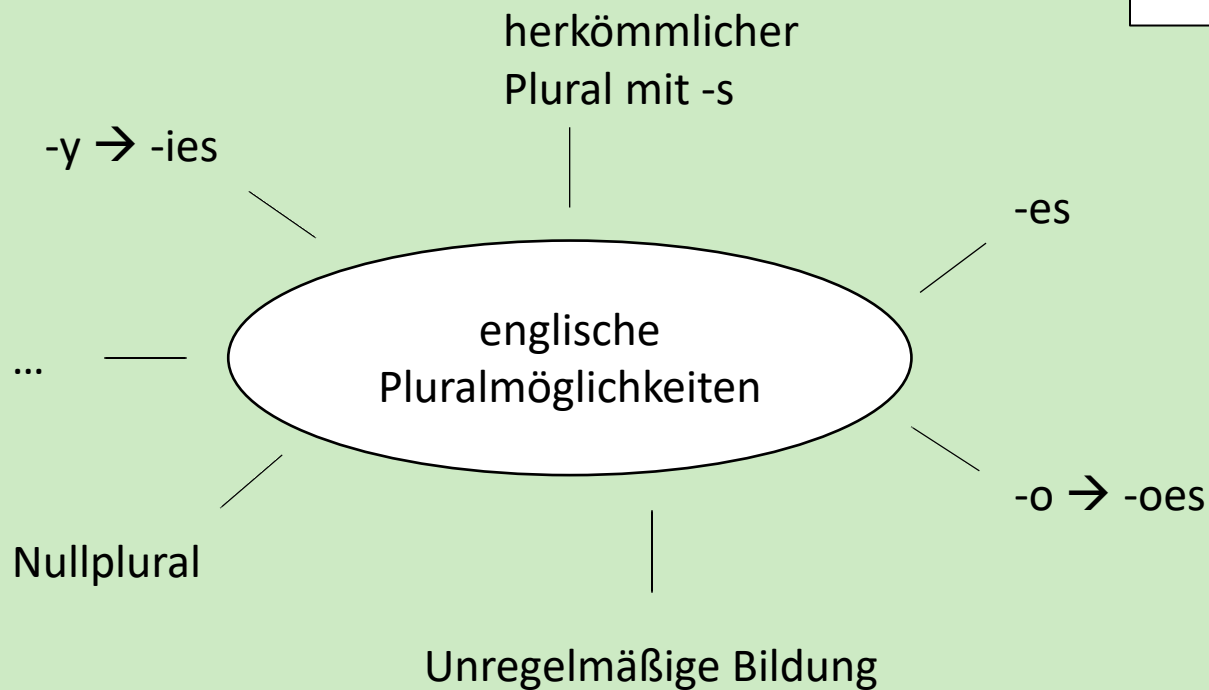 herkömmlicher
Plural mit -s
-y → -ies
-es
englische
Pluralmöglichkeiten
…
-o → -oes
Nullplural
Unregelmäßige Bildung